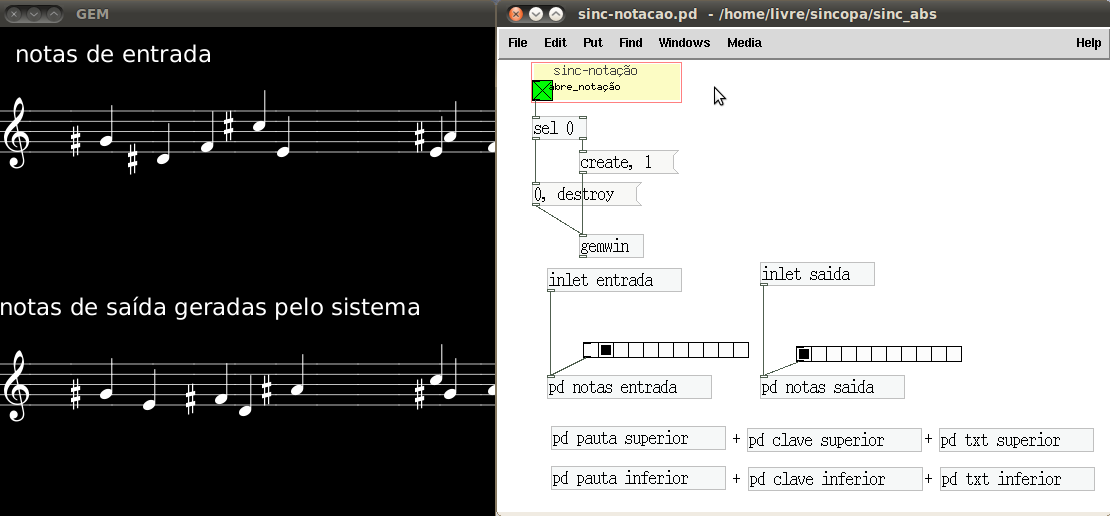 GEM
notas de entrada
notas de saída geradas pelo sistema
sinc-notacao.pd - /home/livre/sincopa/sinc_abs
File Edit Put Find Windows Media Help
sinc-notação
abre_notação
sel 0
create, 1
0, destroy
gemwin
inlet entrada
inlet saida
pd notas entrada
pd notas saida
pd pauta superior + pd clave superior + pd txt superior
pd pauta inferior + pd clave inferior + pd txt inferior